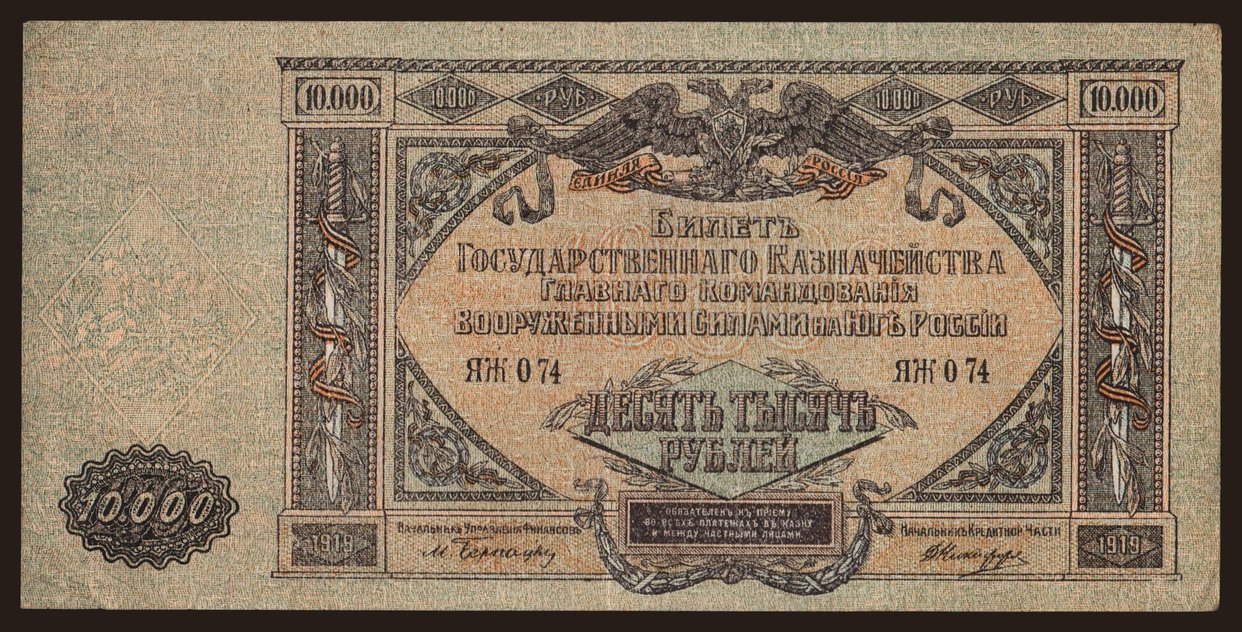 10.000
10.000 РУБ. 10.000 РУБ.
10.000
ЕДИНАЯ РОССІЯ
БИЛЕТЪ
ГОСУДАРСТВЕННАГО КАЗНАЧЕЙСТВА
ГЛАВНАГО КОМАНДОВАНІЯ
ВООРУЖЕННЫМИ СИЛАМИ НА ЮГѢ РОССІИ
ЯЖ 074 ЯЖ 074
ДЕСЯТЬ ТЫСЯЧЪ
РУБЛЕЙ
10.000
ОБЯЗАТЕЛЕНЪ КЪ ПРІЕМУ
ВО ВСѢХЪ ПЛАТЕЖАХЪ ВЪ КАЗНУ
И МЕЖДУ ЧАСТНЫМИ ЛИЦАМИ
НАЧАЛЬНИКЪ УПРАВЛЕНІЯ ФИНАНСОВЪ
НАЧАЛЬНИКЪ КРЕДИТНОЙ ЧАСТИ
1919
1919